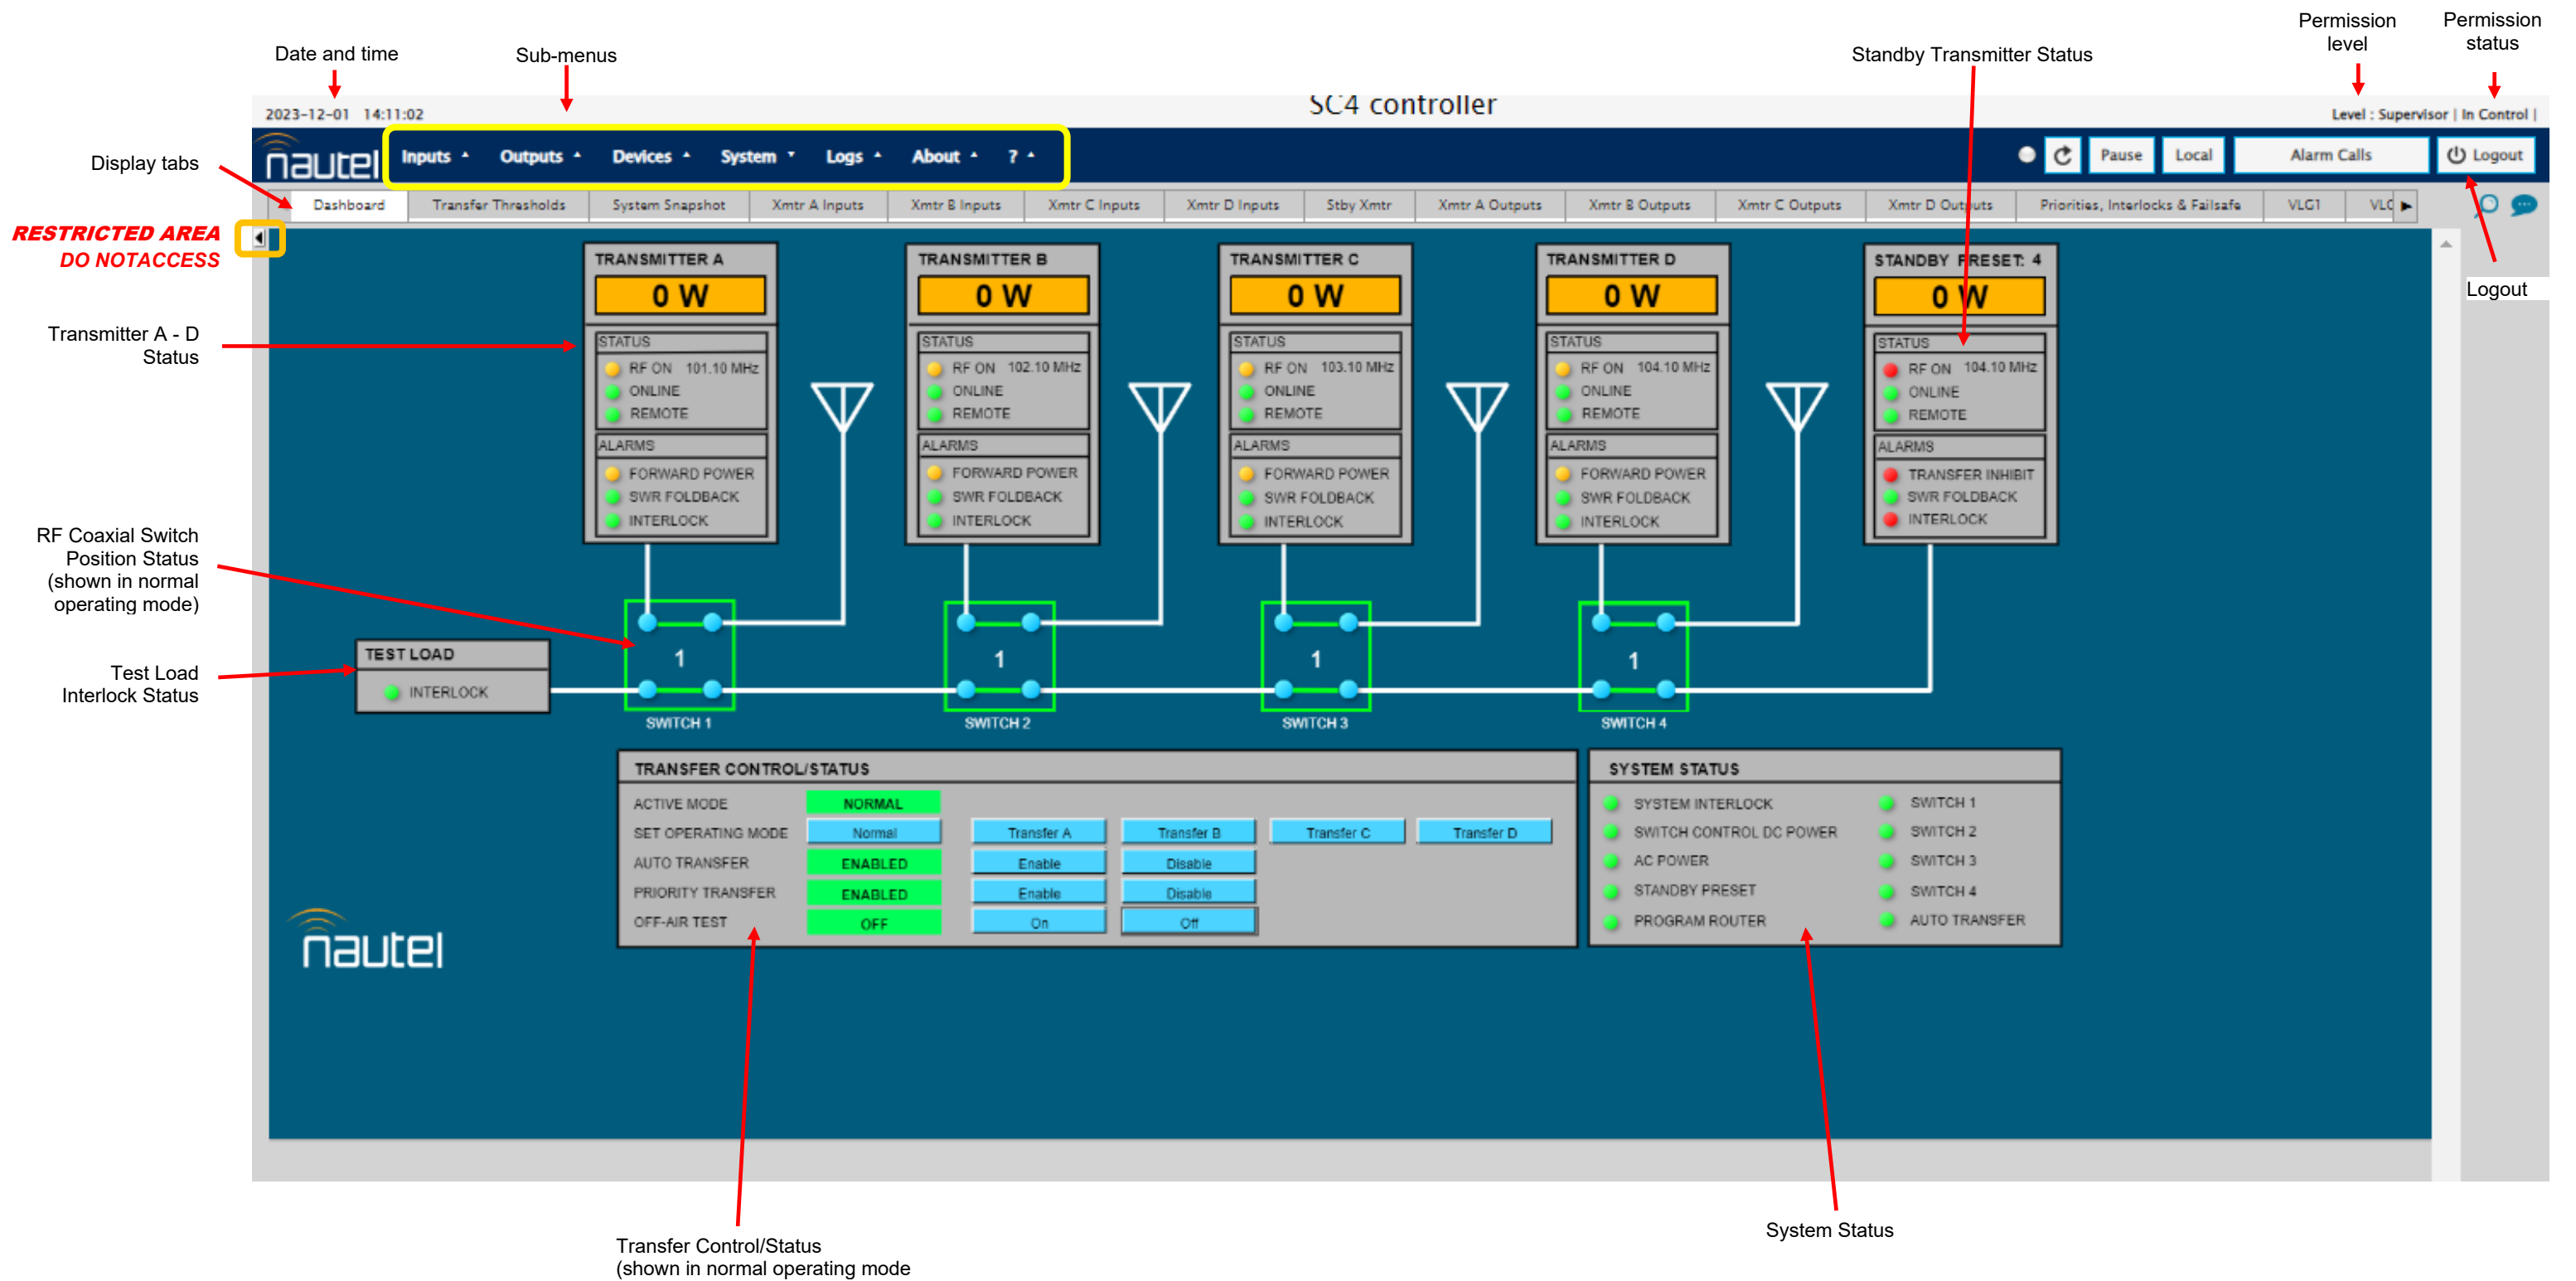 Permission
level
Permission
status
Date and time
Sub-menus
Standby Transmitter Status
2023-12-01 14:11:02
SC4 controller
Level : Supervisor | In Control |
Display tabs
nautel
Inputs
Outputs
Devices
System
Logs
About
?
Pause
Local
Alarm Calls
Logout
Dashboard
Transfer Thresholds
System Snapshot
Xmtr A Inputs
Xmtr B Inputs
Xmtr C Inputs
Xmtr D Inputs
Stby Xmtr
Xmtr A Outputs
Xmtr B Outputs
Xmtr C Outputs
Xmtr D Outputs
Priorities, Interlocks & Failsafe
VLG1
RESTRICTED AREA
DO NOTACCESS
Logout
Transmitter A - D
Status
TRANSMITTER A
0 W
STATUS
RF ON 101.10 MHz
ONLINE
REMOTE
ALARMS
FORWARD POWER
SWR FOLDBACK
INTERLOCK
TRANSMITTER B
0 W
STATUS
RF ON 102.10 MHz
ONLINE
REMOTE
ALARMS
FORWARD POWER
SWR FOLDBACK
INTERLOCK
TRANSMITTER C
0 W
STATUS
RF ON 103.10 MHz
ONLINE
REMOTE
ALARMS
FORWARD POWER
SWR FOLDBACK
INTERLOCK
TRANSMITTER D
0 W
STATUS
RF ON 104.10 MHz
ONLINE
REMOTE
ALARMS
FORWARD POWER
SWR FOLDBACK
INTERLOCK
STANDBY PRESET: 4
0 W
STATUS
RF ON 104.10 MHz
ONLINE
REMOTE
ALARMS
TRANSFER INHIBIT
SWR FOLDBACK
INTERLOCK
RF Coaxial Switch
Position Status
(shown in normal
operating mode)
Test Load
Interlock Status
TEST LOAD
INTERLOCK
1
SWITCH 1
1
SWITCH 2
1
SWITCH 3
1
SWITCH 4
TRANSFER CONTROL/STATUS
ACTIVE MODE NORMAL
SET OPERATING MODE Normal Transfer A Transfer B Transfer C Transfer D
AUTO TRANSFER ENABLED Enable Disable
PRIORITY TRANSFER ENABLED Enable Disable
OFF-AIR TEST OFF On Off
SYSTEM STATUS
SYSTEM INTERLOCK SWITCH 1
SWITCH CONTROL DC POWER SWITCH 2
AC POWER SWITCH 3
STANDBY PRESET SWITCH 4
PROGRAM ROUTER AUTO TRANSFER
nautel
System Status
Transfer Control/Status
(shown in normal operating mode